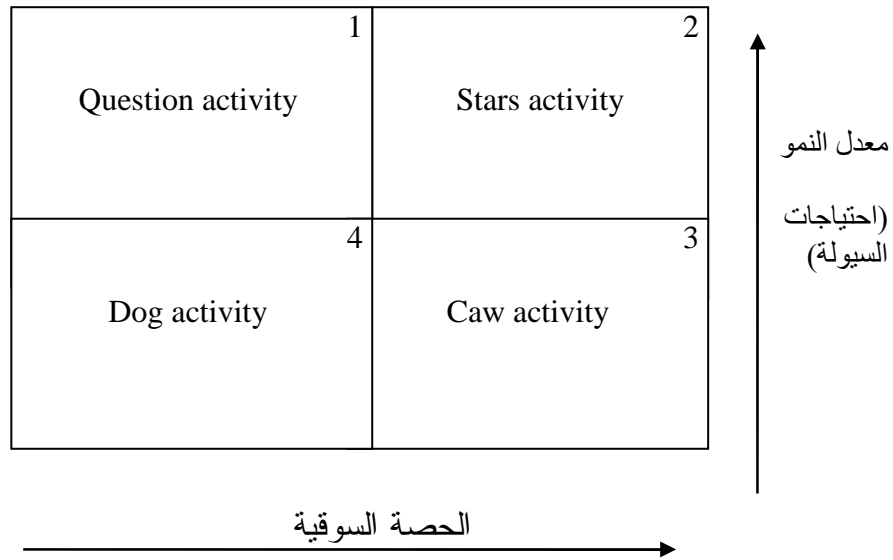 1
Question activity
2
Stars activity
4
Dog activity
3
Caw activity
معدل النمو
(احتياجات
السيولة)
الحصة السوقية